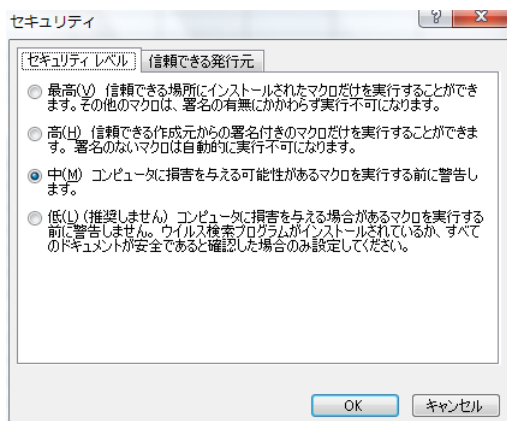 セキュリティ
セキュリティ レベル 信頼できる発行元
最高(V) 信頼できる場所にインストールされたマクロだけを実行することができ
ます。その他のマクロは、署名の有無にかかわらず実行不可になります。
高(H) 信頼できる作成元からの署名付きのマクロだけを実行することができま
す。 署名のないマクロは自動的に実行不可になります。
中(M) コンピュータに損害を与える可能性があるマクロを実行する前に警告し
ます。
低(L) (推奨しません) コンピュータに損害を与える場合があるマクロを実行する
前に警告しません。ウイルス検索プログラムがインストールされているか、すべて
のドキュメントが安全であると確認した場合のみ設定してください。
OK キャンセル